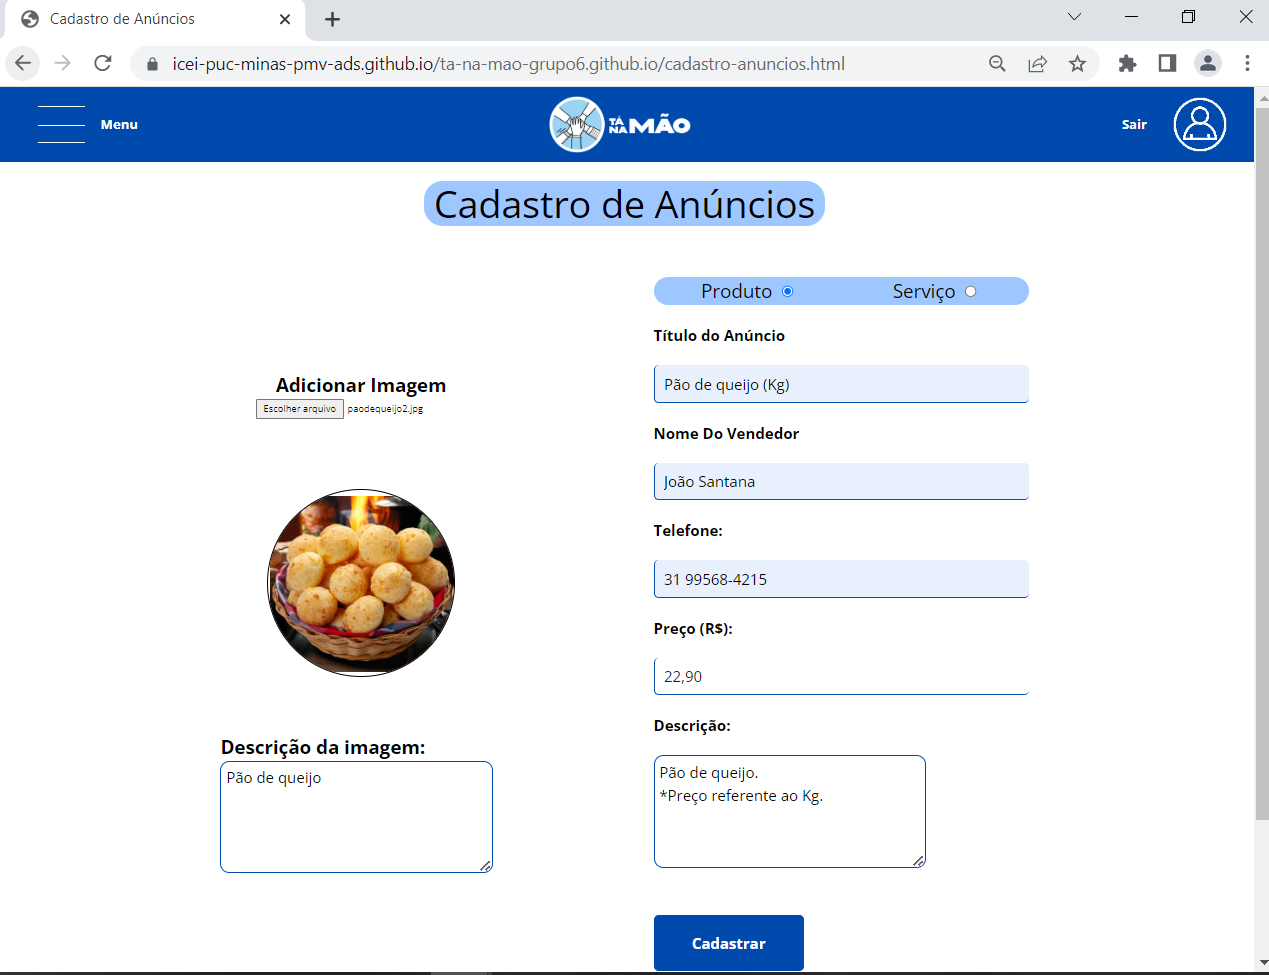 Cadastro de Anúncios
icei-puc-minas-pmv-ads.github.io/ta-na-mao-grupo6.github.io/cadastro-anuncios.html
Menu
TÁ NA MÃO
Sair
Cadastro de Anúncios
Produto Serviço
Adicionar Imagem
Escolher arquivo paodequeijo2.jpg
Descrição da imagem:
Pão de queijo
Título do Anúncio
Pão de queijo (Kg)
Nome Do Vendedor
João Santana
Telefone:
31 99568-4215
Preço (R$):
22,90
Descrição:
Pão de queijo.
*Preço referente ao Kg.
Cadastrar